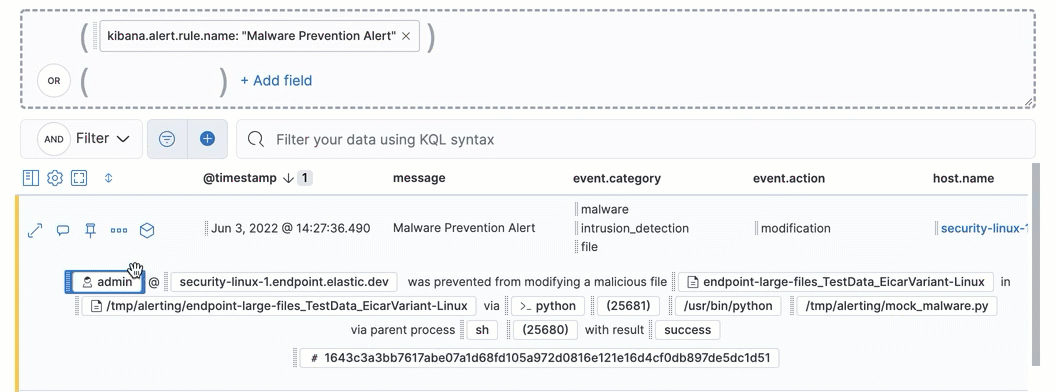 ( kibana.alert.rule.name: "Malware Prevention Alert" × )
OR ( ) + Add field
AND Filter Filter your data using KQL syntax
@timestamp ↓ 1 message event.category event.action host.name
malware
Jun 3, 2022 @ 14:27:36.490 Malware Prevention Alert intrusion_detection modification security-linux-1
file
admin @ security-linux-1.endpoint.elastic.dev was prevented from modifying a malicious file endpoint-large-files_TestData_EicarVariant-Linux in
/tmp/alerting/endpoint-large-files_TestData_EicarVariant-Linux via >_ python (25681) /usr/bin/python /tmp/alerting/mock_malware.py
via parent process sh (25680) with result success
# 1643c3a3bb7617abe07a1d68fd105a972d0816e121e16d4cf0db897de5dc1d51